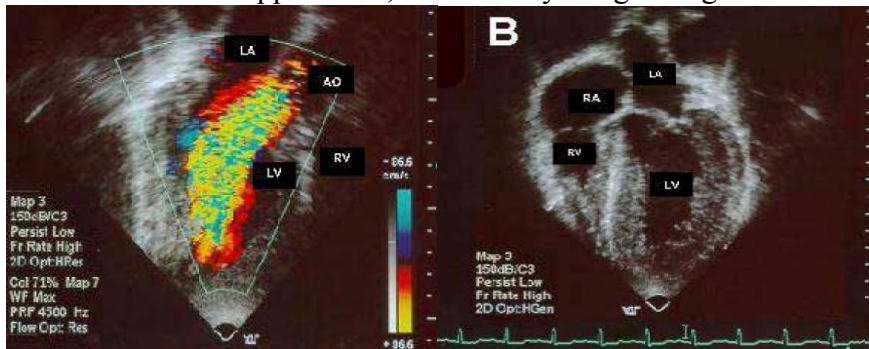 LA
AO
LV
RV
- 86.6
cm/s
Map 3
150dB/C3
Persist Low
Fr Rate High
2D Opt:HRes
Col 71% Map 7
WF Max
PRF 4500 Hz
Flow Opt: Res
+ 86.6
B
LA
RA
RV
LV
Map 3
150dB/C3
Persist Low
Fr Rate High
2D Opt:HGen